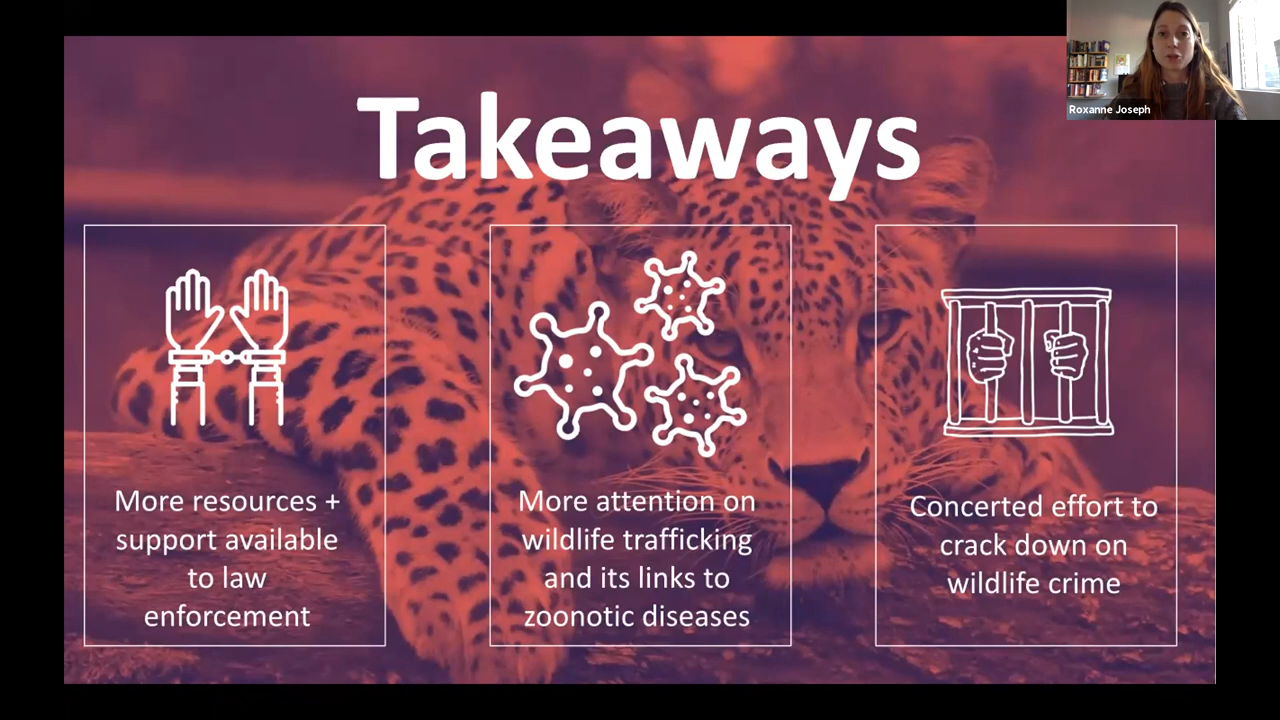 Takeaways
Roxanne Joseph
More resources +
support available
to law
enforcement
More attention on
wildlife trafficking
and its links to
zoonotic diseases
Concerted effort to
crack down on
wildlife crime